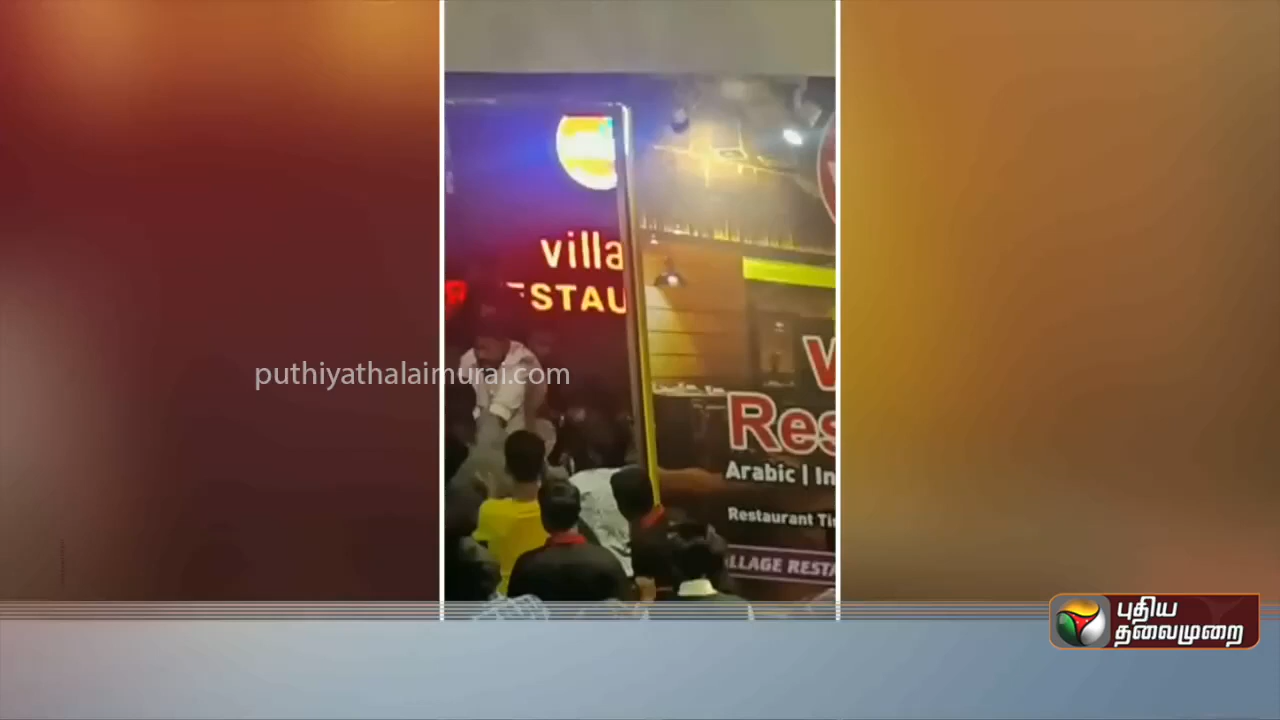 villa
ESTAU
puthiyathalaimurai.com
Res
Arabic | In
Restaurant Ti
LLAGE RESTA
புதிய
தலைமுறை